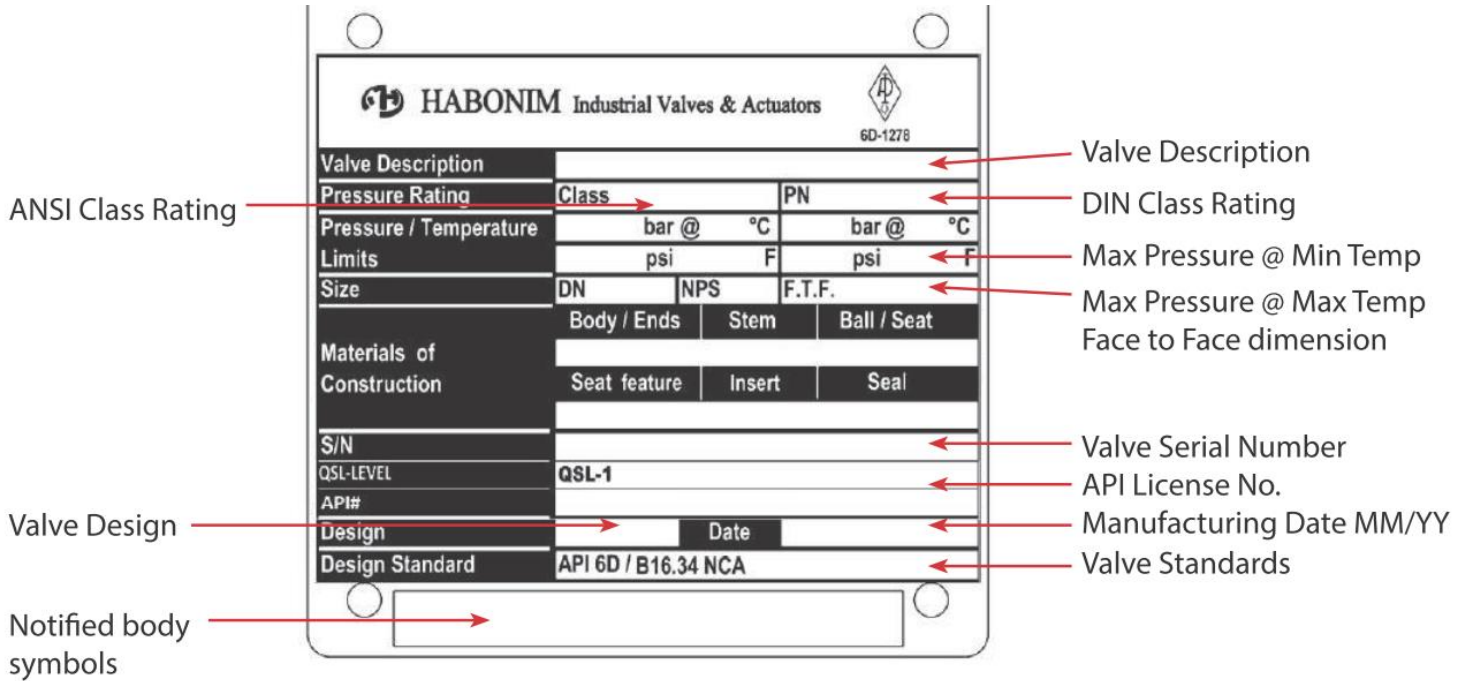 HABONIM Industrial Valves & Actuators
6D-1278
Valve Description
Valve Description
ANSI Class Rating
Pressure Rating Class PN
DIN Class Rating
Pressure / Temperature bar @ °C bar @ °C
Limits psi F psi F
Max Pressure @ Min Temp
Size DN NPS F.T.F.
Max Pressure @ Max Temp
Face to Face dimension
Body / Ends Stem Ball / Seat
Materials of
Construction Seat feature Insert Seal
S/N
Valve Serial Number
QSL-LEVEL QSL-1
API License No.
API#
Valve Design
Design Date
Manufacturing Date MM/YY
Design Standard API 6D / B16.34 NCA
Valve Standards
Notified body
symbols